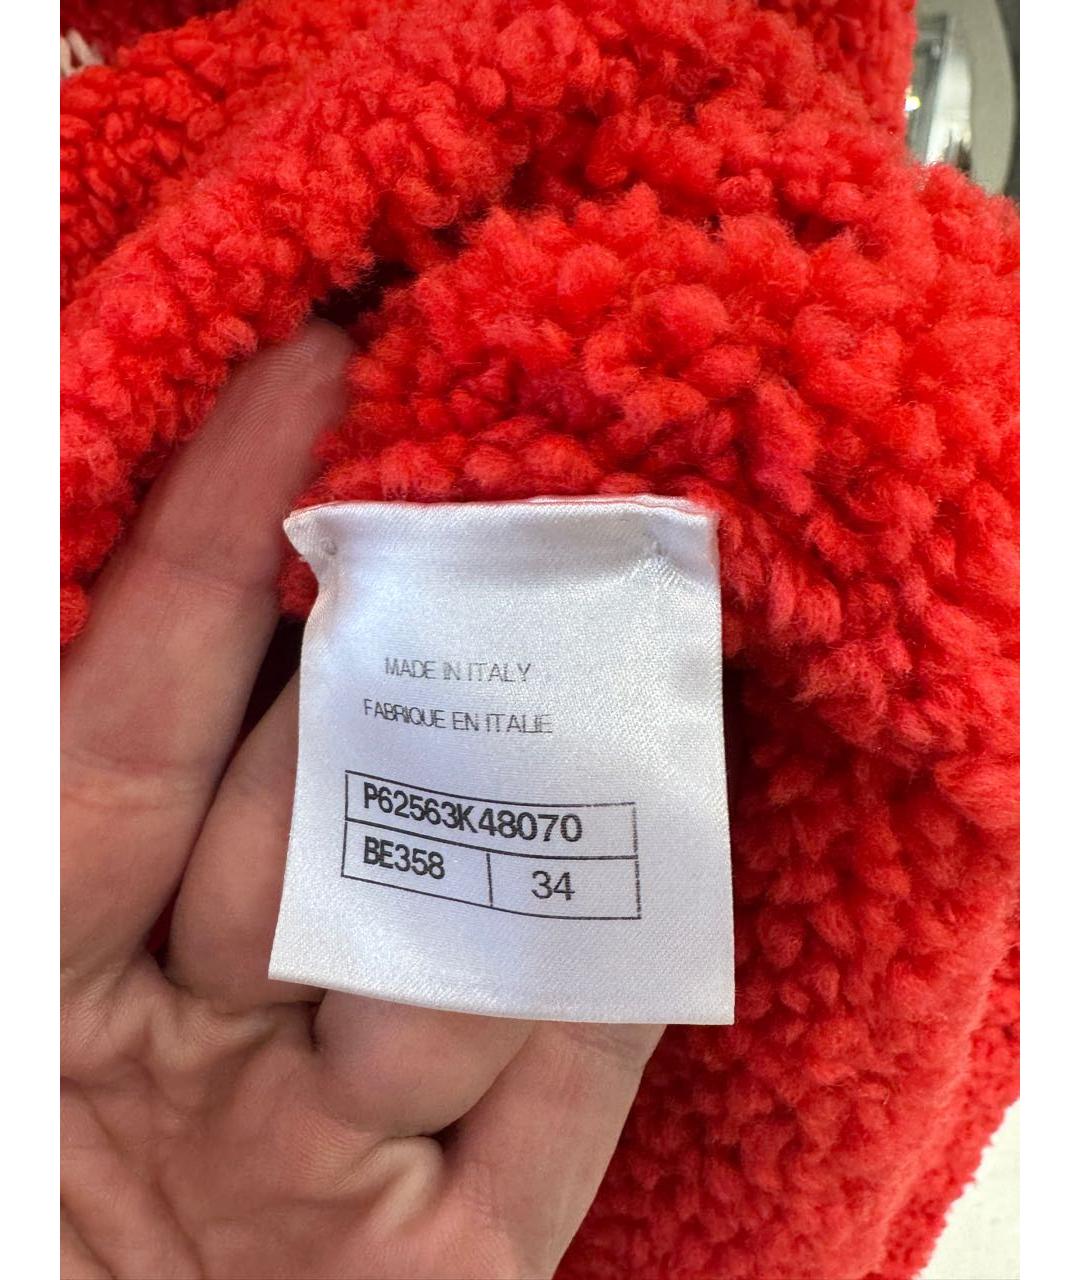 MADE IN ITALY
FABRIQUE EN ITALIE
P62563K48070
BE358 34